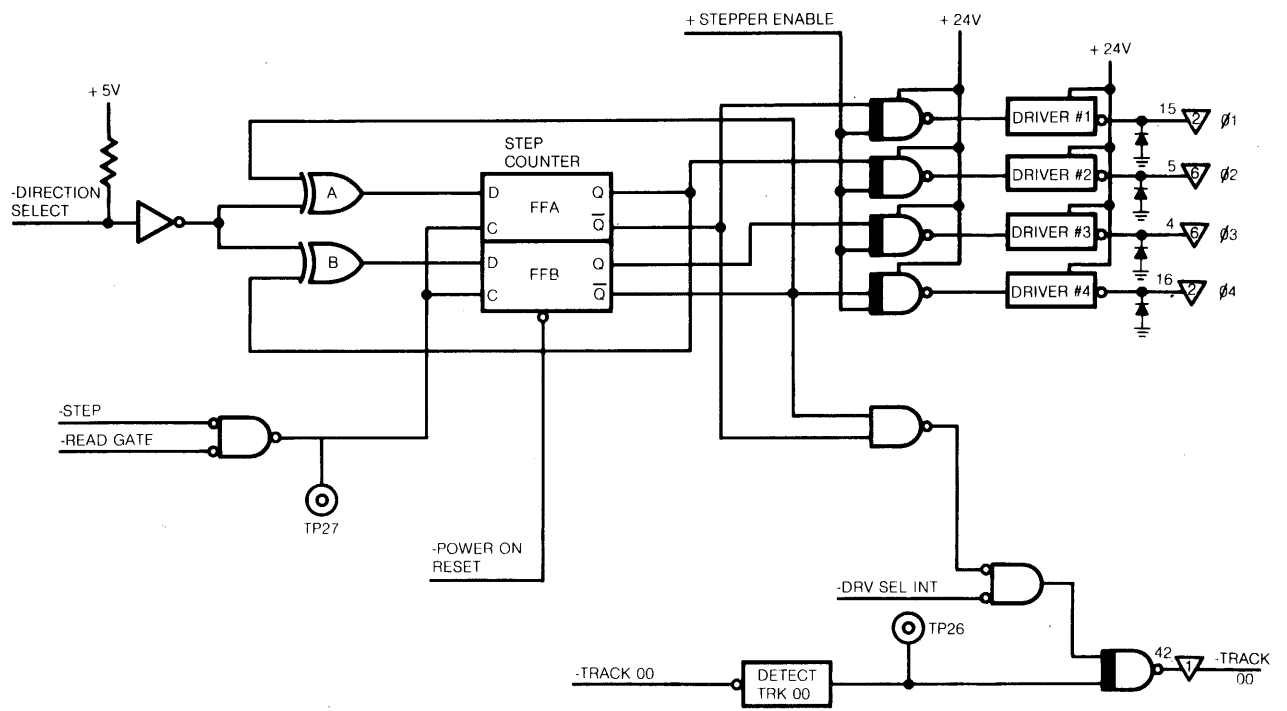 + STEPPER ENABLE
+ 24V
+ 24V
+ 5V
-DIRECTION
SELECT
A
B
STEP
COUNTER
D
Q
FFA
C
Q̅
D
Q
FFB
C
Q̅
DRIVER #1
15
2
Ø1
DRIVER #2
5
6
Ø2
DRIVER #3
4
6
Ø3
DRIVER #4
16
2
Ø4
-STEP
-READ GATE
TP27
-POWER ON
RESET
-DRV SEL INT
TP26
-TRACK 00
DETECT
TRK 00
42
1
-TRACK
00